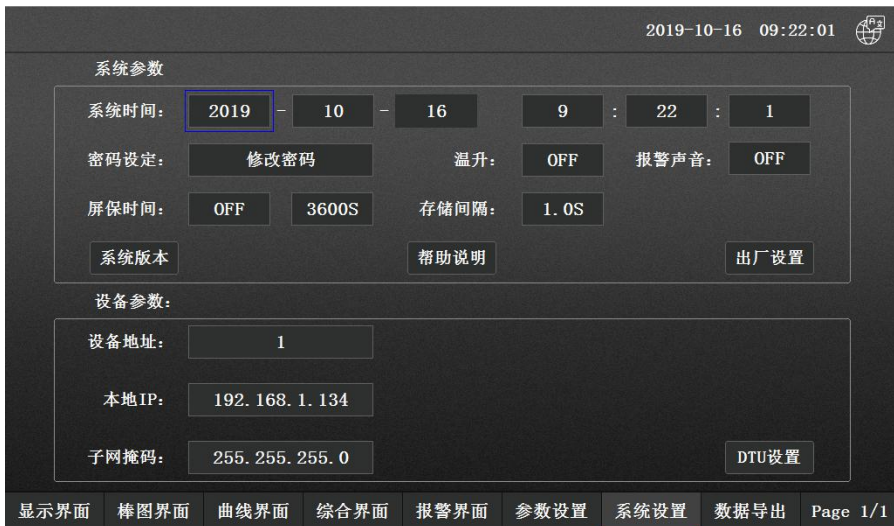 2019-10-16 09:22:01
系统参数
系统时间: 2019 - 10 - 16 9 : 22 : 1
密码设定: 修改密码 温升: OFF 报警声音: OFF
屏保时间: OFF 3600S 存储间隔: 1.0S
系统版本 帮助说明 出厂设置
设备参数:
设备地址: 1
本地IP: 192.168.1.134
子网掩码: 255.255.255.0 DTU设置
显示界面 棒图界面 曲线界面 综合界面 报警界面 参数设置 系统设置 数据导出 Page 1/1